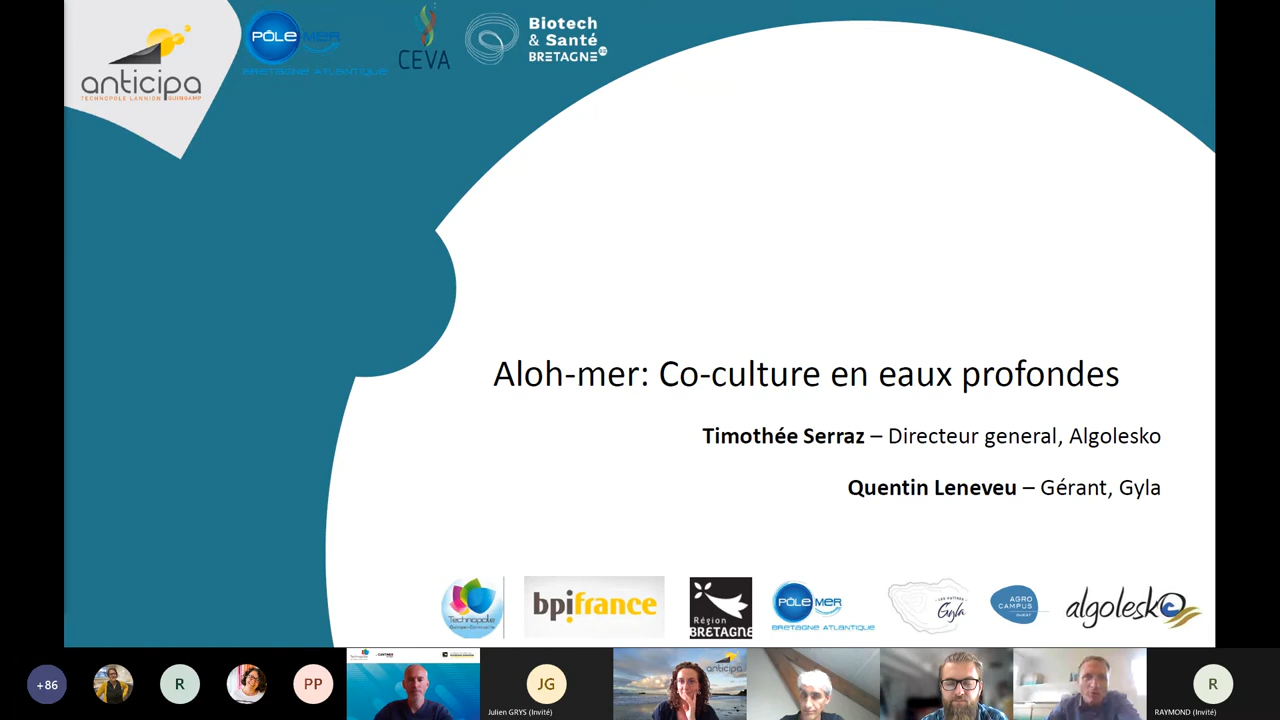 anticipa
TECHNOPOLE LANNION GUINGAMP
PÔLE MER
BRETAGNE ATLANTIQUE
CEVA
Biotech
& Santé
BRETAGNE
Aloh-mer: Co-culture en eaux profondes
Timothée Serraz – Directeur general, Algolesko
Quentin Leneveu – Gérant, Gyla
Technopole
bpifrance
Région
BRETAGNE
PÔLE MER
BRETAGNE ATLANTIQUE
Gyla
AGRO
CAMPUS
OUEST
algolesko
+86
R
PP
JG
Julien GRYS (Invité)
anticipa
R
RAYMOND (Invité)